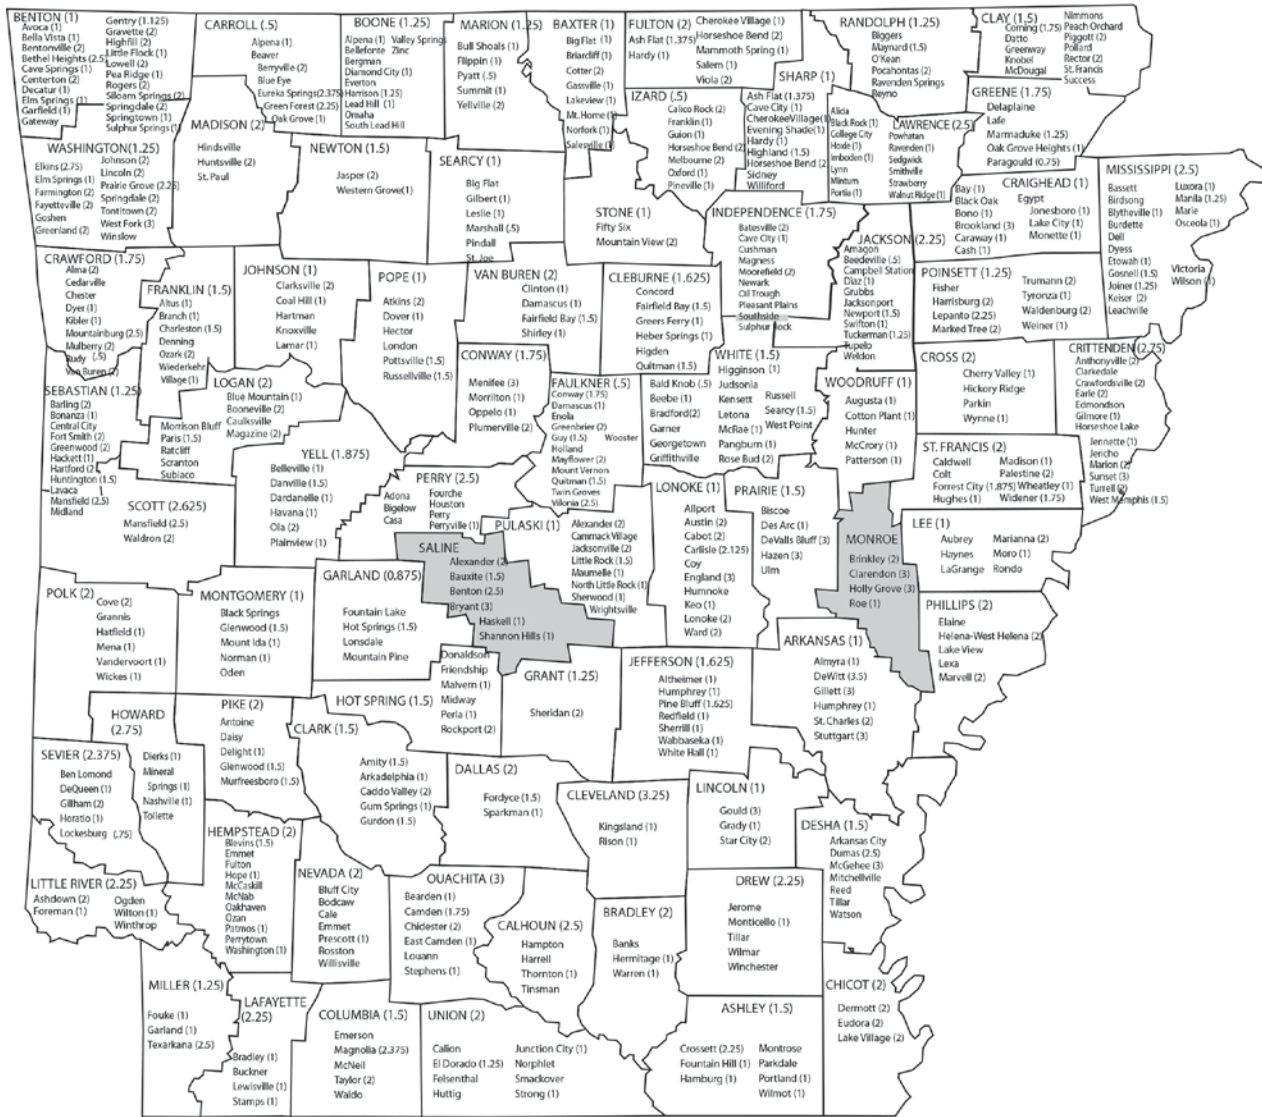 BENTON (1)
Avoca (1)
Bella Vista (1)
Bentonville (2)
Bethel Heights (2.5)
Cave Springs (1)
Centerton (2)
Decatur (1)
Elm Springs (1)
Garfield (1)
Gateway
Gentry (1.125)
Gravette (2)
Highfill (2)
Little Flock (1)
Lowell (2)
Pea Ridge (1)
Rogers (2)
Siloam Springs (2)
Springdale (2)
Springtown (1)
Sulphur Springs (1)
CARROLL (.5)
Alpena (1)
Beaver
Berryville (2)
Blue Eye
Eureka Springs(2.375)
Green Forest (2.25)
Oak Grove (1)
BOONE (1.25)
Alpena (1)
Bellefonte
Bergman
Diamond City (1)
Everton
Harrison (1.25)
Lead Hill (1)
Omaha
South Lead Hill
Valley Springs
Zinc
MARION (1.25)
Bull Shoals (1)
Flippin (1)
Pyatt (.5)
Summit (1)
Yellville (2)
BAXTER (1)
Big Flat (1)
Briarcliff (1)
Cotter (2)
Gassville (1)
Lakeview (1)
Mt. Home (1)
Norfork (1)
Salesville (1)
FULTON (2)
Ash Flat (1.375)
Hardy (1)
Cherokee Village (1)
Horseshoe Bend (2)
Mammoth Spring (1)
Salem (1)
Viola (2)
RANDOLPH (1.25)
Biggers
Maynard (1.5)
O'Kean
Pocahontas (2)
Ravenden Springs
Reyno
CLAY (1.5)
Corning (1.75)
Datto
Greenway
Knobel
McDougal
Nimmons
Peach Orchard
Piggott (2)
Pollard
Rector (2)
St. Francis
Success
MADISON (2)
Hindsville
Huntsville (2)
St. Paul
IZARD (.5)
Calico Rock (2)
Franklin (1)
Guion (1)
Horseshoe Bend (2)
Melbourne (2)
Oxford (1)
Pineville (1)
SHARP (1)
Ash Flat (1.375)
Cave City (1)
CherokeeVillage(1)
Evening Shade(1)
Hardy (1)
Highland (1.5)
Horseshoe Bend (2)
Sidney
Williford
LAWRENCE (2.5)
Alicia
Black Rock (1)
College City
Hoxie (1)
Imboden (1)
Lynn
Minturn
Portia (1)
Powhatan
Ravenden (1)
Sedgwick
Smithville
Strawberry
Walnut Ridge (1)
GREENE (1.75)
Delaplaine
Lafe
Marmaduke (1.25)
Oak Grove Heights (1)
Paragould (0.75)
WASHINGTON(1.25)
Elkins (2.75)
Elm Springs (1)
Farmington (2)
Fayetteville (2)
Goshen
Greenland (2)
Johnson (2)
Lincoln (2)
Prairie Grove (2.25)
Springdale (2)
Tontitown (2)
West Fork (3)
Winslow
NEWTON (1.5)
Jasper (2)
Western Grove(1)
SEARCY (1)
Big Flat
Gilbert (1)
Leslie (1)
Marshall (.5)
Pindall
St. Joe
STONE (1)
Fifty Six
Mountain View (2)
INDEPENDENCE (1.75)
Batesville (2)
Cave City (1)
Cushman
Magness
Moorefield (2)
Newark
Oil Trough
Pleasant Plains
Southside
Sulphur Rock
JACKSON (2.25)
Amagon
Beedeville (.5)
Campbell Station
Diaz (1)
Grubbs
Jacksonport
Newport (1.5)
Swifton (1)
Tuckerman (1.25)
Tupelo
Weldon
CRAIGHEAD (1)
Bay (1)
Black Oak
Bono (1)
Brookland (3)
Caraway (1)
Cash (1)
Egypt
Jonesboro (1)
Lake City (1)
Monette (1)
MISSISSIPPI (2.5)
Bassett
Birdsong
Blytheville (1)
Burdette
Dell
Dyess
Etowah (1)
Gosnell (1.5)
Joiner (1.25)
Keiser (2)
Leachville
Luxora (1)
Manila (1.25)
Marie
Osceola (1)
Victoria
Wilson (1)
CRAWFORD (1.75)
Alma (2)
Cedarville
Chester
Dyer (1)
Kibler (1)
Mountainburg (2.5)
Mulberry (2)
Rudy (.5)
Van Buren (2)
FRANKLIN (1.5)
Altus (1)
Branch (1)
Charleston (1.5)
Denning
Ozark (2)
Wiederkehr
Village (1)
JOHNSON (1)
Clarksville (2)
Coal Hill (1)
Hartman
Knoxville
Lamar (1)
POPE (1)
Atkins (2)
Dover (1)
Hector
London
Pottsville (1.5)
Russellville (1.5)
VAN BUREN (2)
Clinton (1)
Damascus (1)
Fairfield Bay (1.5)
Shirley (1)
CLEBURNE (1.625)
Concord
Fairfield Bay (1.5)
Greers Ferry (1)
Heber Springs (1)
Higden
Quitman (1.5)
POINSETT (1.25)
Fisher
Harrisburg (2)
Lepanto (2.25)
Marked Tree (2)
Trumann (2)
Tyronza (1)
Waldenburg (2)
Weiner (1)
CROSS (2)
Cherry Valley (1)
Hickory Ridge
Parkin
Wynne (1)
CRITTENDEN (2.75)
Anthonyville (2)
Clarkedale
Crawfordsville (2)
Earle (2)
Edmondson
Gilmore (1)
Horseshoe Lake
Jennette (1)
Jericho
Marion (2)
Sunset (3)
Turrell (2)
West Memphis (1.5)
SEBASTIAN (1.25)
Barling (2)
Bonanza (1)
Central City
Fort Smith (2)
Greenwood (2)
Hackett (1)
Hartford (2)
Huntington (1.5)
Lavaca
Mansfield (2.5)
Midland
LOGAN (2)
Blue Mountain (1)
Booneville (2)
Caulksville
Magazine (2)
Morrison Bluff
Paris (1.5)
Ratcliff
Scranton
Subiaco
CONWAY (1.75)
Menifee (3)
Morrilton (1)
Oppelo (1)
Plumerville (2)
FAULKNER (.5)
Conway (1.75)
Damascus (1)
Enola
Greenbrier (2)
Guy (1.5)
Holland
Mayflower (2)
Mount Vernon
Quitman (1.5)
Twin Groves
Vilonia (2.5)
Wooster
WHITE (1.5)
Bald Knob (.5)
Beebe (1)
Bradford(2)
Garner
Georgetown
Griffithville
Higginson (1)
Judsonia
Kensett
Letona
McRae (1)
Pangburn (1)
Rose Bud (2)
Russell
Searcy (1.5)
West Point
WOODRUFF (1)
Augusta (1)
Cotton Plant (1)
Hunter
McCrory (1)
Patterson (1)
ST. FRANCIS (2)
Caldwell
Colt
Forrest City (1.875)
Hughes (1)
Madison (1)
Palestine (2)
Wheatley (1)
Widener (1.75)
YELL (1.875)
Belleville (1)
Danville (1.5)
Dardanelle (1)
Havana (1)
Ola (2)
Plainview (1)
SCOTT (2.625)
Mansfield (2.5)
Waldron (2)
PERRY (2.5)
Adona
Bigelow
Casa
Fourche
Houston
Perry
Perryville (1)
PULASKI (1)
Alexander (2)
Cammack Village
Jacksonville (2)
Little Rock (1.5)
Maumelle (1)
North Little Rock (1)
Sherwood (1)
Wrightsville
LONOKE (1)
Allport
Austin (2)
Cabot (2)
Carlisle (2.125)
Coy
England (3)
Humnoke
Keo (1)
Lonoke (2)
Ward (2)
PRAIRIE (1.5)
Biscoe
Des Arc (1)
DeValls Bluff (3)
Hazen (3)
Ulm
MONROE
Brinkley (2)
Clarendon (3)
Holly Grove (3)
Roe (1)
LEE (1)
Aubrey
Haynes
LaGrange
Marianna (2)
Moro (1)
Rondo
PHILLIPS (2)
Elaine
Helena-West Helena (2)
Lake View
Lexa
Marvell (2)
SALINE
Alexander (2)
Bauxite (1.5)
Benton (2.5)
Bryant (3)
Haskell (1)
Shannon Hills (1)
GARLAND (0.875)
Fountain Lake
Hot Springs (1.5)
Lonsdale
Mountain Pine
POLK (2)
Cove (2)
Grannis
Hatfield (1)
Mena (1)
Vandervoort (1)
Wickes (1)
MONTGOMERY (1)
Black Springs
Glenwood (1.5)
Mount Ida (1)
Norman (1)
Oden
HOT SPRING (1.5)
Donaldson
Friendship
Malvern (1)
Midway
Perla (1)
Rockport (2)
GRANT (1.25)
Sheridan (2)
JEFFERSON (1.625)
Altheimer (1)
Humphrey (1)
Pine Bluff (1.625)
Redfield (1)
Sherrill (1)
Wabbaseka (1)
White Hall (1)
ARKANSAS (1)
Almyra (1)
DeWitt (3.5)
Gillett (3)
Humphrey (1)
St. Charles (2)
Stuttgart (3)
HOWARD
(2.75)
Dierks (1)
Mineral
Springs (1)
Nashville (1)
Tollette
PIKE (2)
Antoine
Daisy
Delight (1)
Glenwood (1.5)
Murfreesboro (1.5)
CLARK (1.5)
Amity (1.5)
Arkadelphia (1)
Caddo Valley (2)
Gum Springs (1)
Gurdon (1.5)
SEVIER (2.375)
Ben Lomond
DeQueen (1)
Gillham (2)
Horatio (1)
Lockesburg (.75)
DALLAS (2)
Fordyce (1.5)
Sparkman (1)
CLEVELAND (3.25)
Kingsland (1)
Rison (1)
LINCOLN (1)
Gould (3)
Grady (1)
Star City (2)
DESHA (1.5)
Arkansas City
Dumas (2.5)
McGehee (3)
Mitchellville
Reed
Tillar
Watson
HEMPSTEAD (2)
Blevins (1.5)
Emmet
Fulton
Hope (1)
McCaskill
McNab
Oakhaven
Ozan
Patmos (1)
Perrytown
Washington (1)
NEVADA (2)
Bluff City
Bodcaw
Cale
Emmet
Prescott (1)
Rosston
Willisville
OUACHITA (3)
Bearden (1)
Camden (1.75)
Chidester (2)
East Camden (1)
Louann
Stephens (1)
CALHOUN (2.5)
Hampton
Harrell
Thornton (1)
Tinsman
BRADLEY (2)
Banks
Hermitage (1)
Warren (1)
DREW (2.25)
Jerome
Monticello (1)
Tillar
Wilmar
Winchester
LITTLE RIVER (2.25)
Ashdown (2)
Foreman (1)
Ogden
Wilton (1)
Winthrop
MILLER (1.25)
Fouke (1)
Garland (1)
Texarkana (2.5)
LAFAYETTE
(2.25)
Bradley (1)
Buckner
Lewisville (1)
Stamps (1)
COLUMBIA (1.5)
Emerson
Magnolia (2.375)
McNeil
Taylor (2)
Waldo
UNION (2)
Calion
El Dorado (1.25)
Felsenthal
Huttig
Junction City (1)
Norphlet
Smackover
Strong (1)
ASHLEY (1.5)
Crossett (2.25)
Fountain Hill (1)
Hamburg (1)
Montrose
Parkdale
Portland (1)
Wilmot (1)
CHICOT (2)
Dermott (2)
Eudora (2)
Lake Village (2)